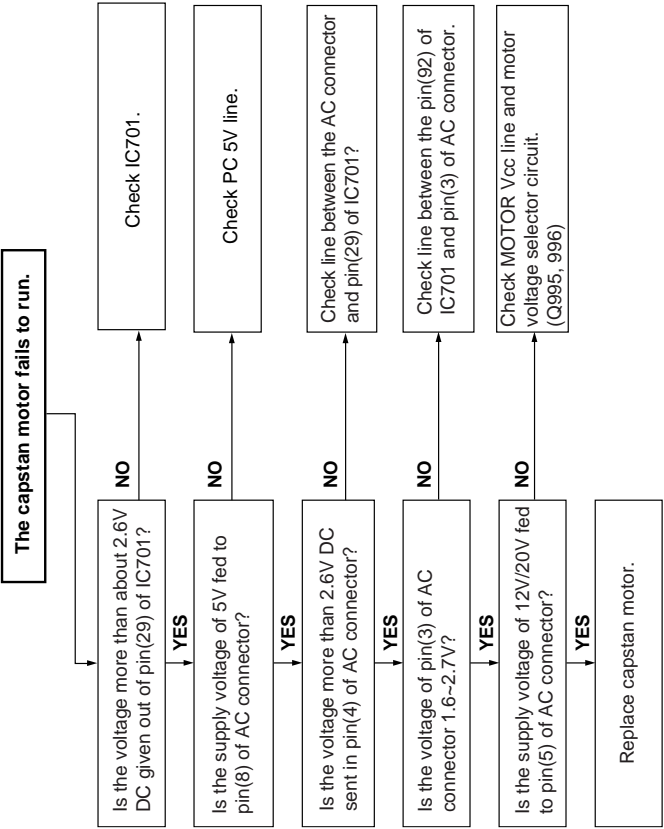 The capstan motor fails to run.
Is the voltage more than about 2.6V
DC given out of pin(29) of IC701?
NO
Check IC701.
YES
Is the supply voltage of 5V fed to
pin(8) of AC connector?
NO
Check PC 5V line.
YES
Is the voltage more than 2.6V DC
sent in pin(4) of AC connector?
NO
Check line between the AC connector
and pin(29) of IC701?
YES
Is the voltage of pin(3) of AC
connector 1.6~2.7V?
NO
Check line between the pin(92) of
IC701 and pin(3) of AC connector.
YES
Is the supply voltage of 12V/20V fed
to pin(5) of AC connector?
NO
Check MOTOR Vcc line and motor
voltage selector circuit.
(Q995, 996)
YES
Replace capstan motor.